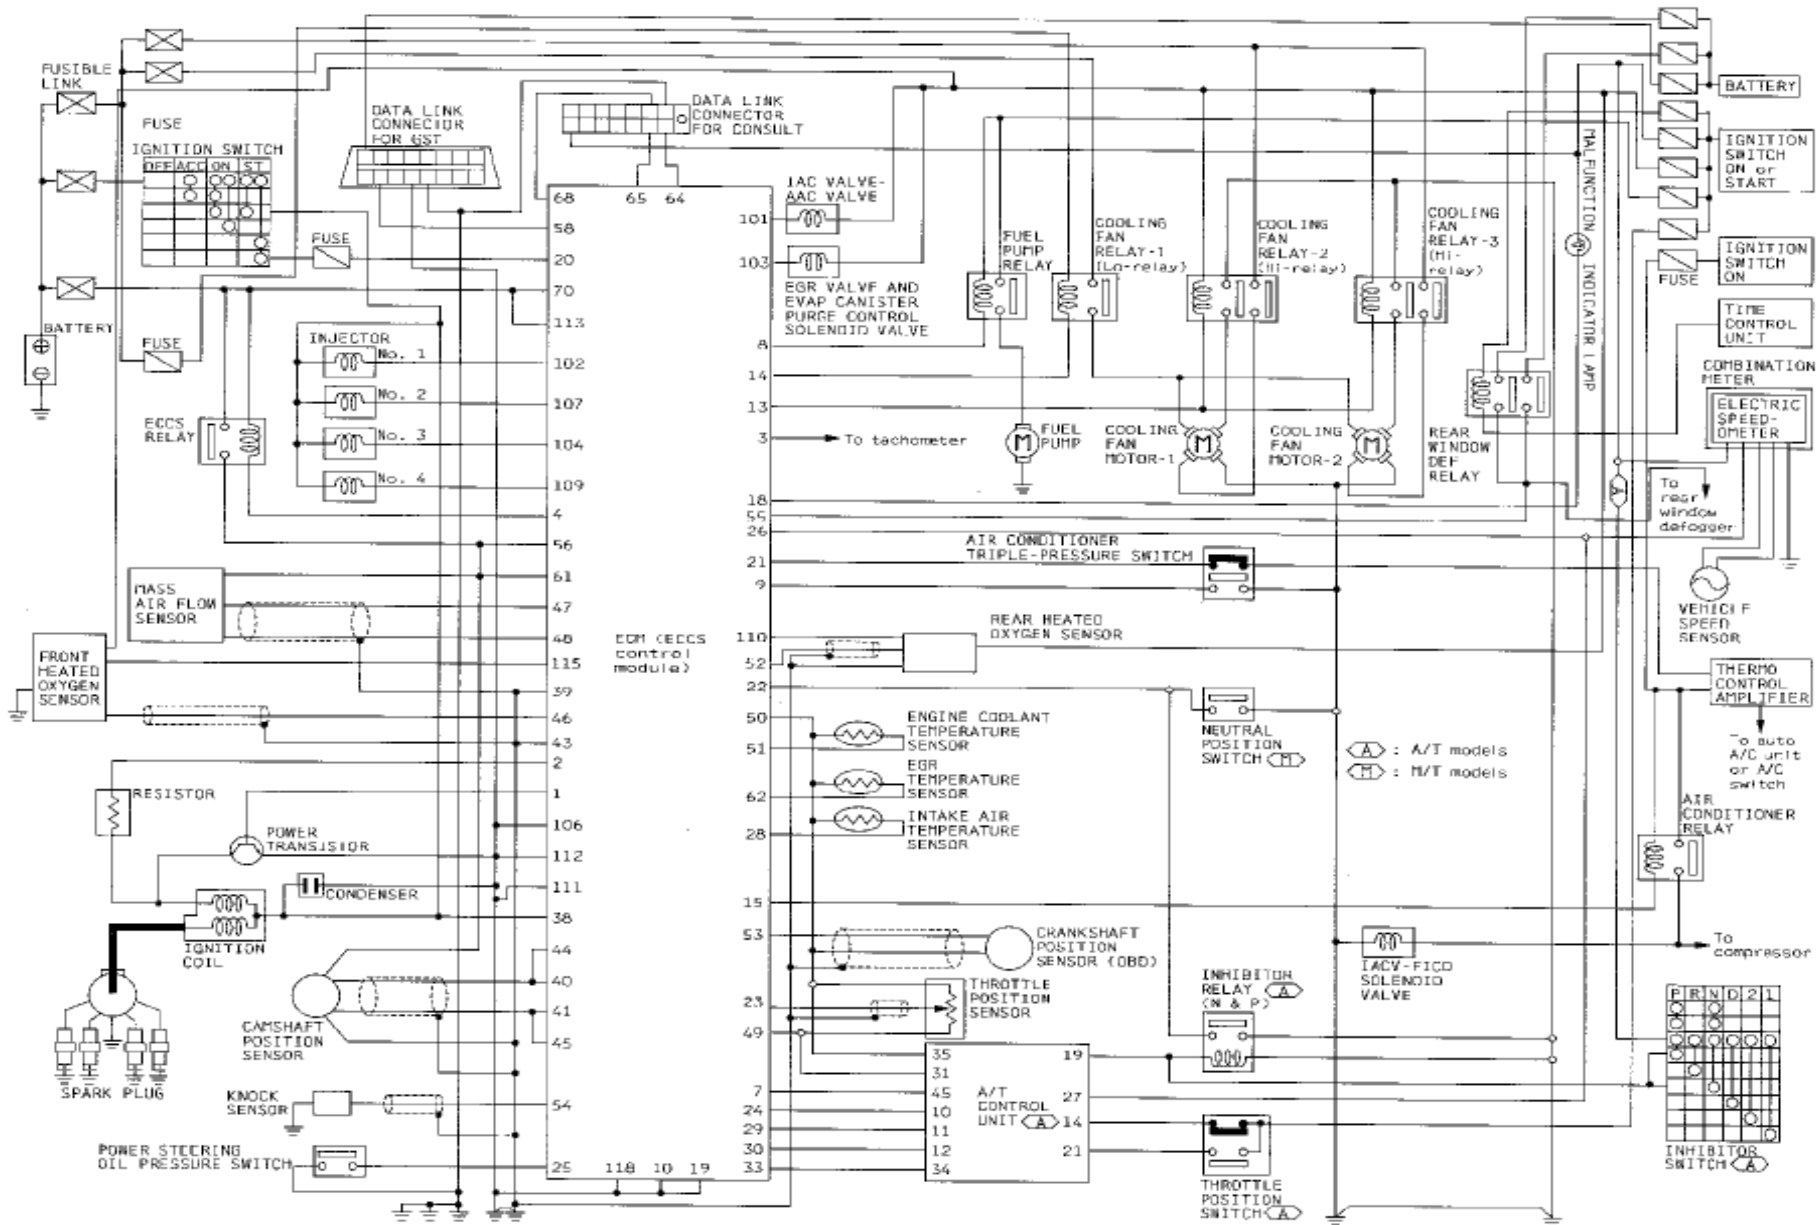 FUSIBLE
LINK
FUSE
IGNITION SWITCH
OFF ACC ON ST
FUSE
BATTERY
FUSE
DATA LINK
CONNECTOR
FOR GST
DATA LINK
CONNECTOR
FOR CONSULT
INJECTOR
No. 1
No. 2
No. 3
No. 4
ECCS
RELAY
MASS
AIR FLOW
SENSOR
FRONT
HEATED
OXYGEN
SENSOR
RESISTOR
POWER
TRANSISTOR
CONDENSER
IGNITION
COIL
SPARK PLUG
CAMSHAFT
POSITION
SENSOR
KNOCK
SENSOR
POWER STEERING
OIL PRESSURE SWITCH
68
58
20
70
113
102
107
104
109
4
56
61
47
48
115
39
46
43
2
1
106
112
111
38
44
40
41
45
54
25
65 64
118 10 19
ECM (ECCS
control
module)
101
103
8
14
13
3
18
55
26
21
9
110
52
22
50
51
62
28
15
53
23
49
7
24
29
30
33
IAC VALVE-
AAC VALVE
EGR VALVE AND
EVAP CANISTER
PURGE CONTROL
SOLENOID VALVE
FUEL
PUMP
RELAY
COOLING
FAN
RELAY-1
(Lo-relay)
COOLING
FAN
RELAY-2
(Hi-relay)
COOLING
FAN
RELAY-3
(Hi-
relay)
To tachometer
FUEL
PUMP
M
COOLING
FAN
MOTOR-1
M
COOLING
FAN
MOTOR-2
M
REAR
WINDOW
DEF
RELAY
MALFUNCTION INDICATOR LAMP
BATTERY
IGNITION
SWITCH
ON or
START
IGNITION
SWITCH
ON
FUSE
TIME
CONTROL
UNIT
COMBINATION
METER
ELECTRIC
SPEED-
OMETER
A
To
rear
window
defogger
VEHICLE
SPEED
SENSOR
AIR CONDITIONER
TRIPLE-PRESSURE SWITCH
REAR HEATED
OXYGEN SENSOR
THERMO
CONTROL
AMPLIFIER
To auto
A/C unit
or A/C
switch
ENGINE COOLANT
TEMPERATURE
SENSOR
EGR
TEMPERATURE
SENSOR
INTAKE AIR
TEMPERATURE
SENSOR
NEUTRAL
POSITION
SWITCH M
A : A/T models
M : M/T models
AIR
CONDITIONER
RELAY
CRANKSHAFT
POSITION
SENSOR (OBD)
THROTTLE
POSITION
SENSOR
INHIBITOR
RELAY A
(N & P)
IACV-FICD
SOLENOID
VALVE
To
compressor
35
31
45
10
11
12
34
A/T
CONTROL
UNIT A
19
27
14
21
THROTTLE
POSITION
SWITCH A
P R N D 2 1
INHIBITOR
SWITCH A